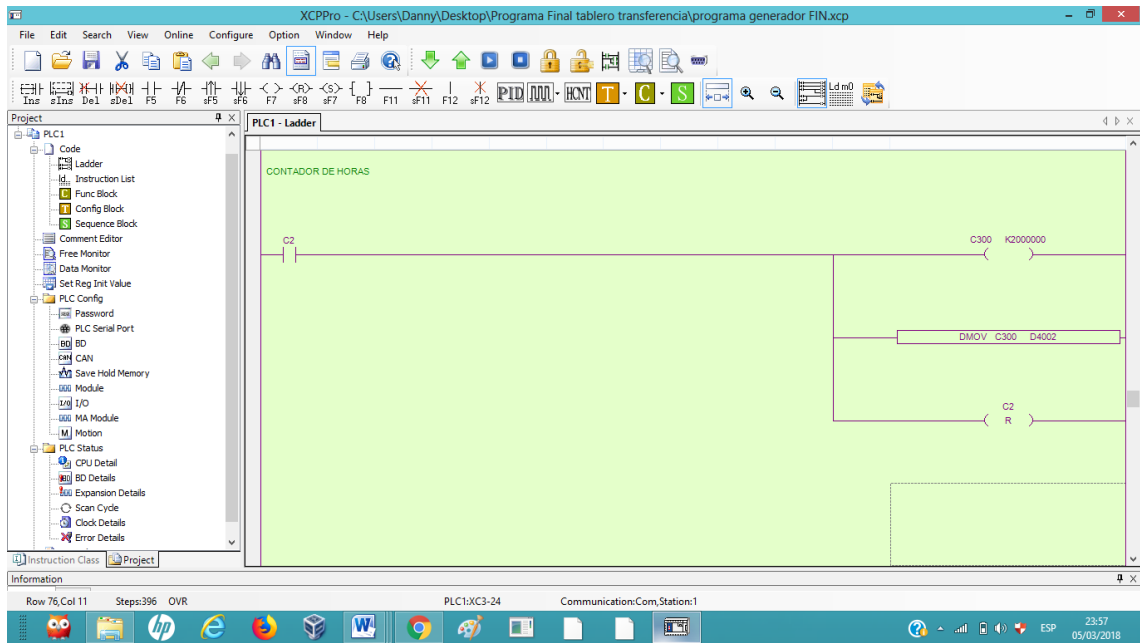 XCPPro - C:\Users\Danny\Desktop\Programa Final tablero transferencia\programa generador FIN.xcp
File Edit Search View Online Configure Option Window Help
Ins sIns Del sDel F5 F6 sF5 sF6 F7 sF8 sF7 F8 F11 sF11 F12 sF12 PID HCNT T C S Ld m0
Project
PLC1 - Ladder
PLC1
Code
Ladder
Instruction List
Func Block
Config Block
Sequence Block
Comment Editor
Free Monitor
Data Monitor
Set Reg Init Value
PLC Config
Password
PLC Serial Port
BD
CAN
Save Hold Memory
Module
I/O
MA Module
Motion
PLC Status
CPU Detail
BD Details
Expansion Details
Scan Cycle
Clock Details
Error Details
CONTADOR DE HORAS
C2
C300 K2000000
DMOV C300 D4002
C2
R
Instruction Class Project
Information
Row 76,Col 11 Steps:396 OVR PLC1:XC3-24 Communication:Com,Station:1
ESP 23:57
05/03/2018